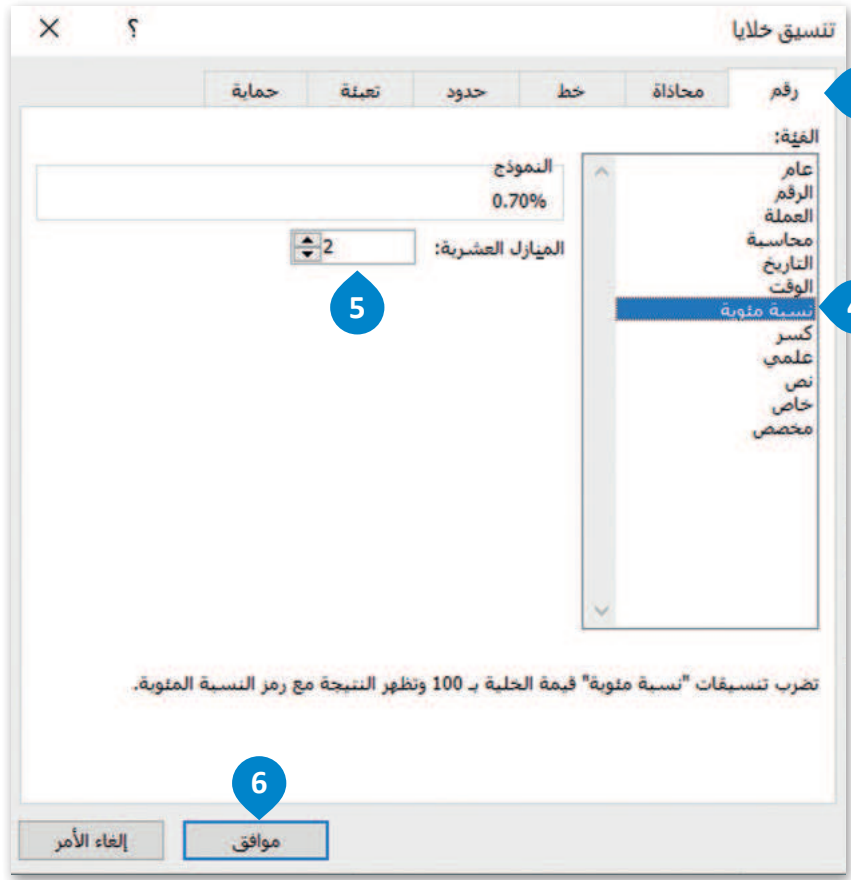 تنسيق خلايا ؟ ×
رقم محاذاة خط حدود تعبئة حماية
الفئة:
عام
الرقم
العملة
محاسبة
التاريخ
الوقت
نسبة مئوية
كسر
علمي
نص
خاص
مخصص
النموذج
0.70%
المنازل العشرية: 2
5
تضرب تنسيقات "نسبة مئوية" قيمة الخلية بـ 100 وتظهر النتيجة مع رمز النسبة المئوية.
6
موافق إلغاء الأمر